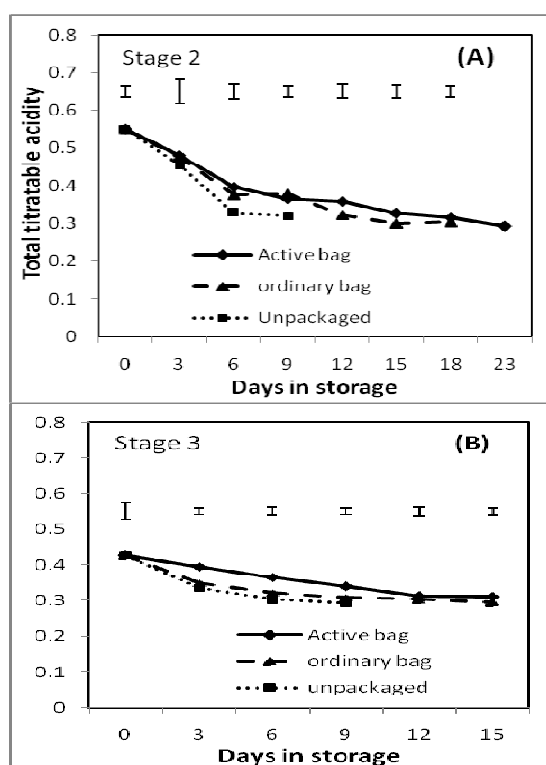 Stage 2 (A)
0.8
0.7
0.6
0.5
0.4
0.3
0.2
0.1
0
Total titratable acidity
Active bag
ordinary bag
Unpackaged
0 3 6 9 12 15 18 23
Days in storage
Stage 3 (B)
0.8
0.7
0.6
0.5
0.4
0.3
0.2
0.1
0
Active bag
ordinary bag
unpackaged
0 3 6 9 12 15
Days in storage